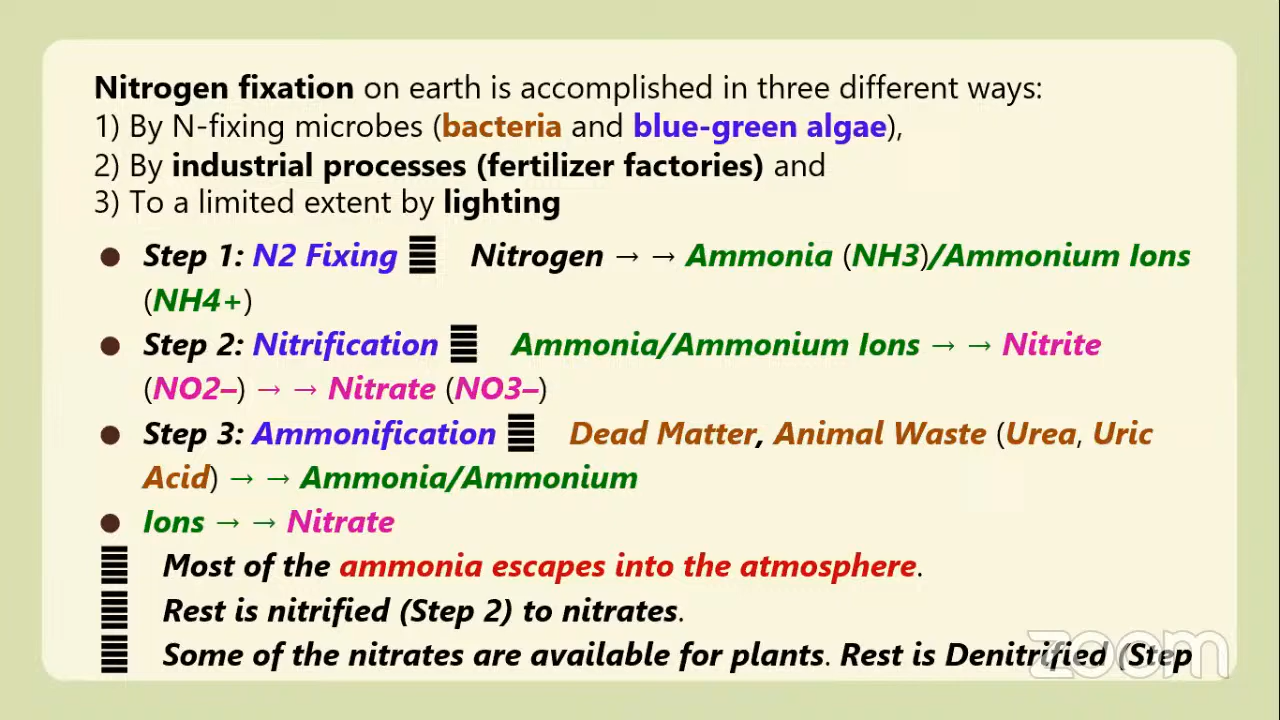 Nitrogen fixation on earth is accomplished in three different ways:
1) By N-fixing microbes (bacteria and blue-green algae),
2) By industrial processes (fertilizer factories) and
3) To a limited extent by lighting
● Step 1: N2 Fixing 𝌆 Nitrogen → → Ammonia (NH3)/Ammonium Ions
(NH4+)
● Step 2: Nitrification 𝌆 Ammonia/Ammonium Ions → → Nitrite
(NO2–) → → Nitrate (NO3–)
● Step 3: Ammonification 𝌆 Dead Matter, Animal Waste (Urea, Uric
Acid) → → Ammonia/Ammonium
● Ions → → Nitrate
𝌆 Most of the ammonia escapes into the atmosphere.
𝌆 Rest is nitrified (Step 2) to nitrates.
𝌆 Some of the nitrates are available for plants. Rest is Denitrified (Step
zoom